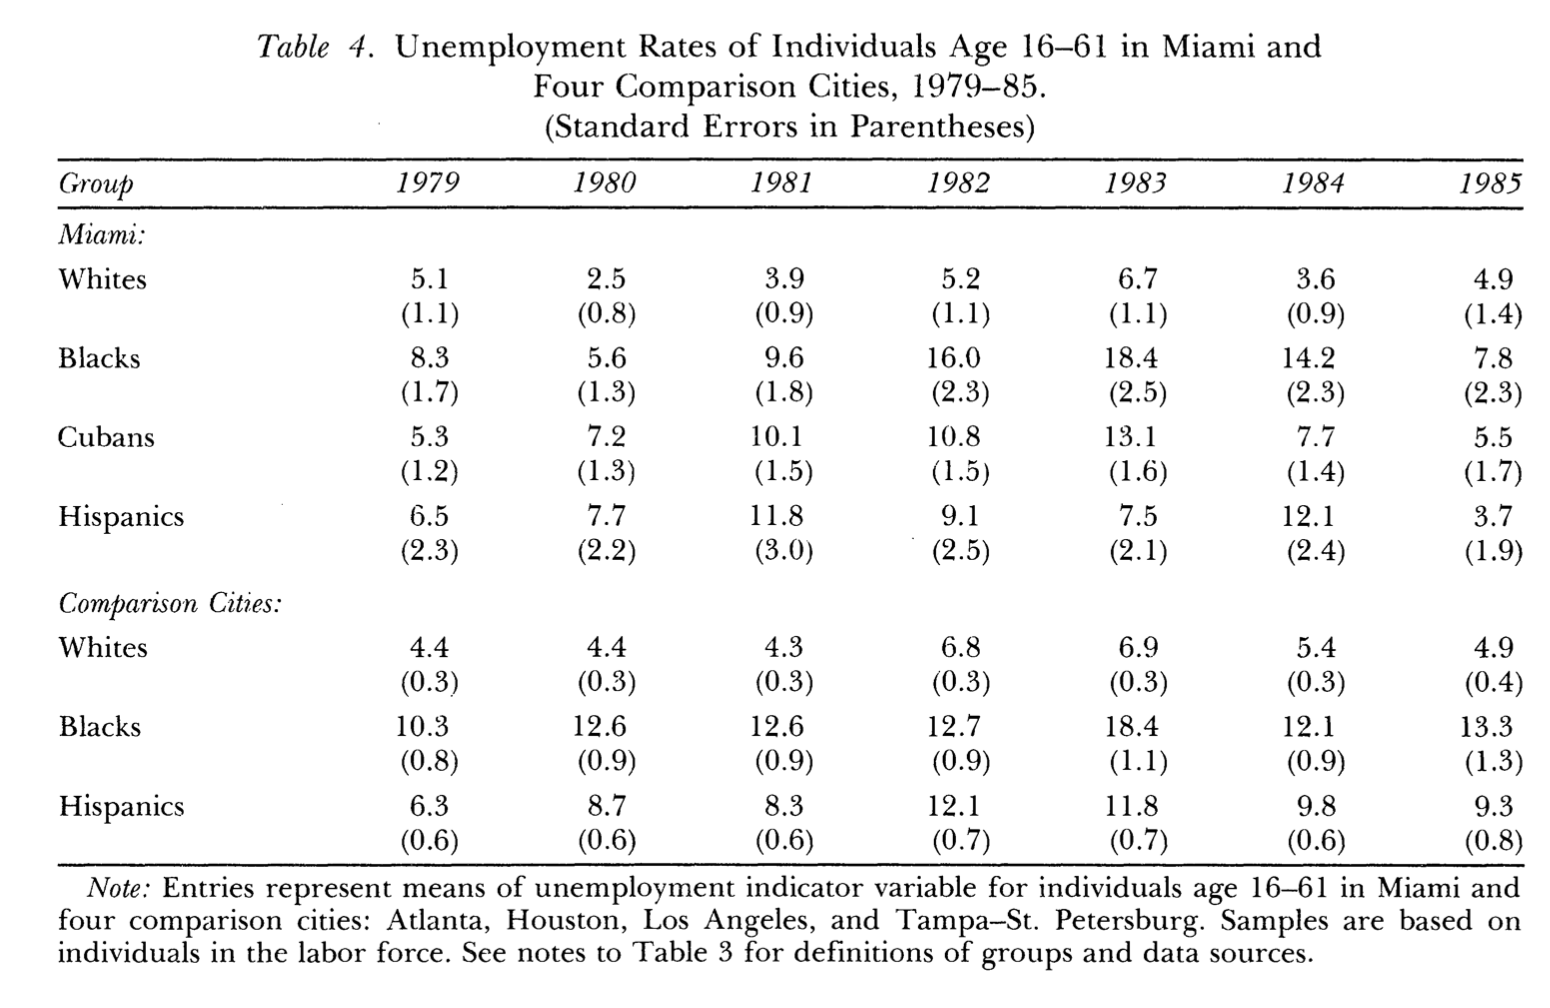 Table 4. Unemployment Rates of Individuals Age 16–61 in Miami and
Four Comparison Cities, 1979–85.
(Standard Errors in Parentheses)
Group 1979 1980 1981 1982 1983 1984 1985
Miami:
Whites 5.1 2.5 3.9 5.2 6.7 3.6 4.9
(1.1) (0.8) (0.9) (1.1) (1.1) (0.9) (1.4)
Blacks 8.3 5.6 9.6 16.0 18.4 14.2 7.8
(1.7) (1.3) (1.8) (2.3) (2.5) (2.3) (2.3)
Cubans 5.3 7.2 10.1 10.8 13.1 7.7 5.5
(1.2) (1.3) (1.5) (1.5) (1.6) (1.4) (1.7)
Hispanics 6.5 7.7 11.8 9.1 7.5 12.1 3.7
(2.3) (2.2) (3.0) (2.5) (2.1) (2.4) (1.9)
Comparison Cities:
Whites 4.4 4.4 4.3 6.8 6.9 5.4 4.9
(0.3) (0.3) (0.3) (0.3) (0.3) (0.3) (0.4)
Blacks 10.3 12.6 12.6 12.7 18.4 12.1 13.3
(0.8) (0.9) (0.9) (0.9) (1.1) (0.9) (1.3)
Hispanics 6.3 8.7 8.3 12.1 11.8 9.8 9.3
(0.6) (0.6) (0.6) (0.7) (0.7) (0.6) (0.8)
Note: Entries represent means of unemployment indicator variable for individuals age 16–61 in Miami and
four comparison cities: Atlanta, Houston, Los Angeles, and Tampa–St. Petersburg. Samples are based on
individuals in the labor force. See notes to Table 3 for definitions of groups and data sources.